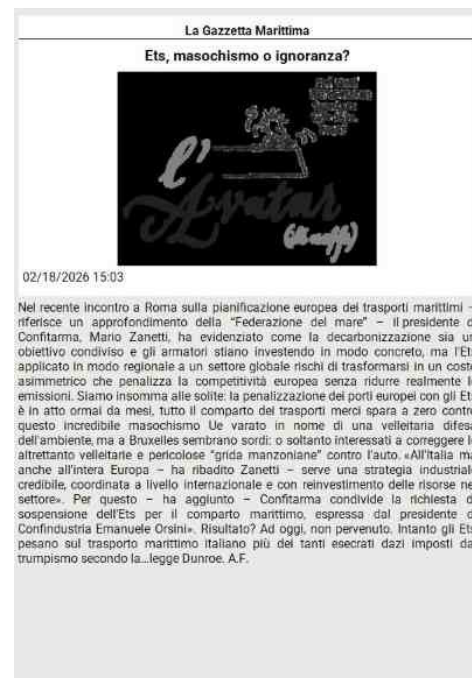 La Gazzetta Marittima
Ets, masochismo o ignoranza?
l'
Avatar
02/18/2026 15:03
Nel recente incontro a Roma sulla pianificazione europea dei trasporti marittimi –
riferisce un approfondimento della “Federazione del mare” – il presidente d
Confitarma, Mario Zanetti, ha evidenziato come la decarbonizzazione sia un
obiettivo condiviso e gli armatori stiano investendo in modo concreto, ma l'Ets
applicato in modo regionale a un settore globale rischi di trasformarsi in un costo
asimmetrico che penalizza la competitività europea senza ridurre realmente le
emissioni. Siamo insomma alle solite: la penalizzazione dei porti europei con gli Ets
è in atto ormai da mesi, tutto il comparto dei trasporti merci spara a zero contro
questo incredibile masochismo Ue varato in nome di una velleitaria difesa
dell'ambiente, ma a Bruxelles sembrano sordi: o soltanto interessati a correggere le
altrettanto velleitarie e pericolose “grida manzoniane” contro l'auto. «All'Italia ma
anche all'intera Europa – ha ribadito Zanetti – serve una strategia industriale
credibile, coordinata a livello internazionale e con reinvestimento delle risorse nel
settore». Per questo – ha aggiunto – Confitarma condivide la richiesta d
sospensione dell'Ets per il comparto marittimo, espressa dal presidente d
Confindustria Emanuele Orsini». Risultato? Ad oggi, non pervenuto. Intanto gli Ets
pesano sul trasporto marittimo italiano più dei tanti esecrati dazi imposti da
trumpismo secondo la...legge Dunroe. A.F.